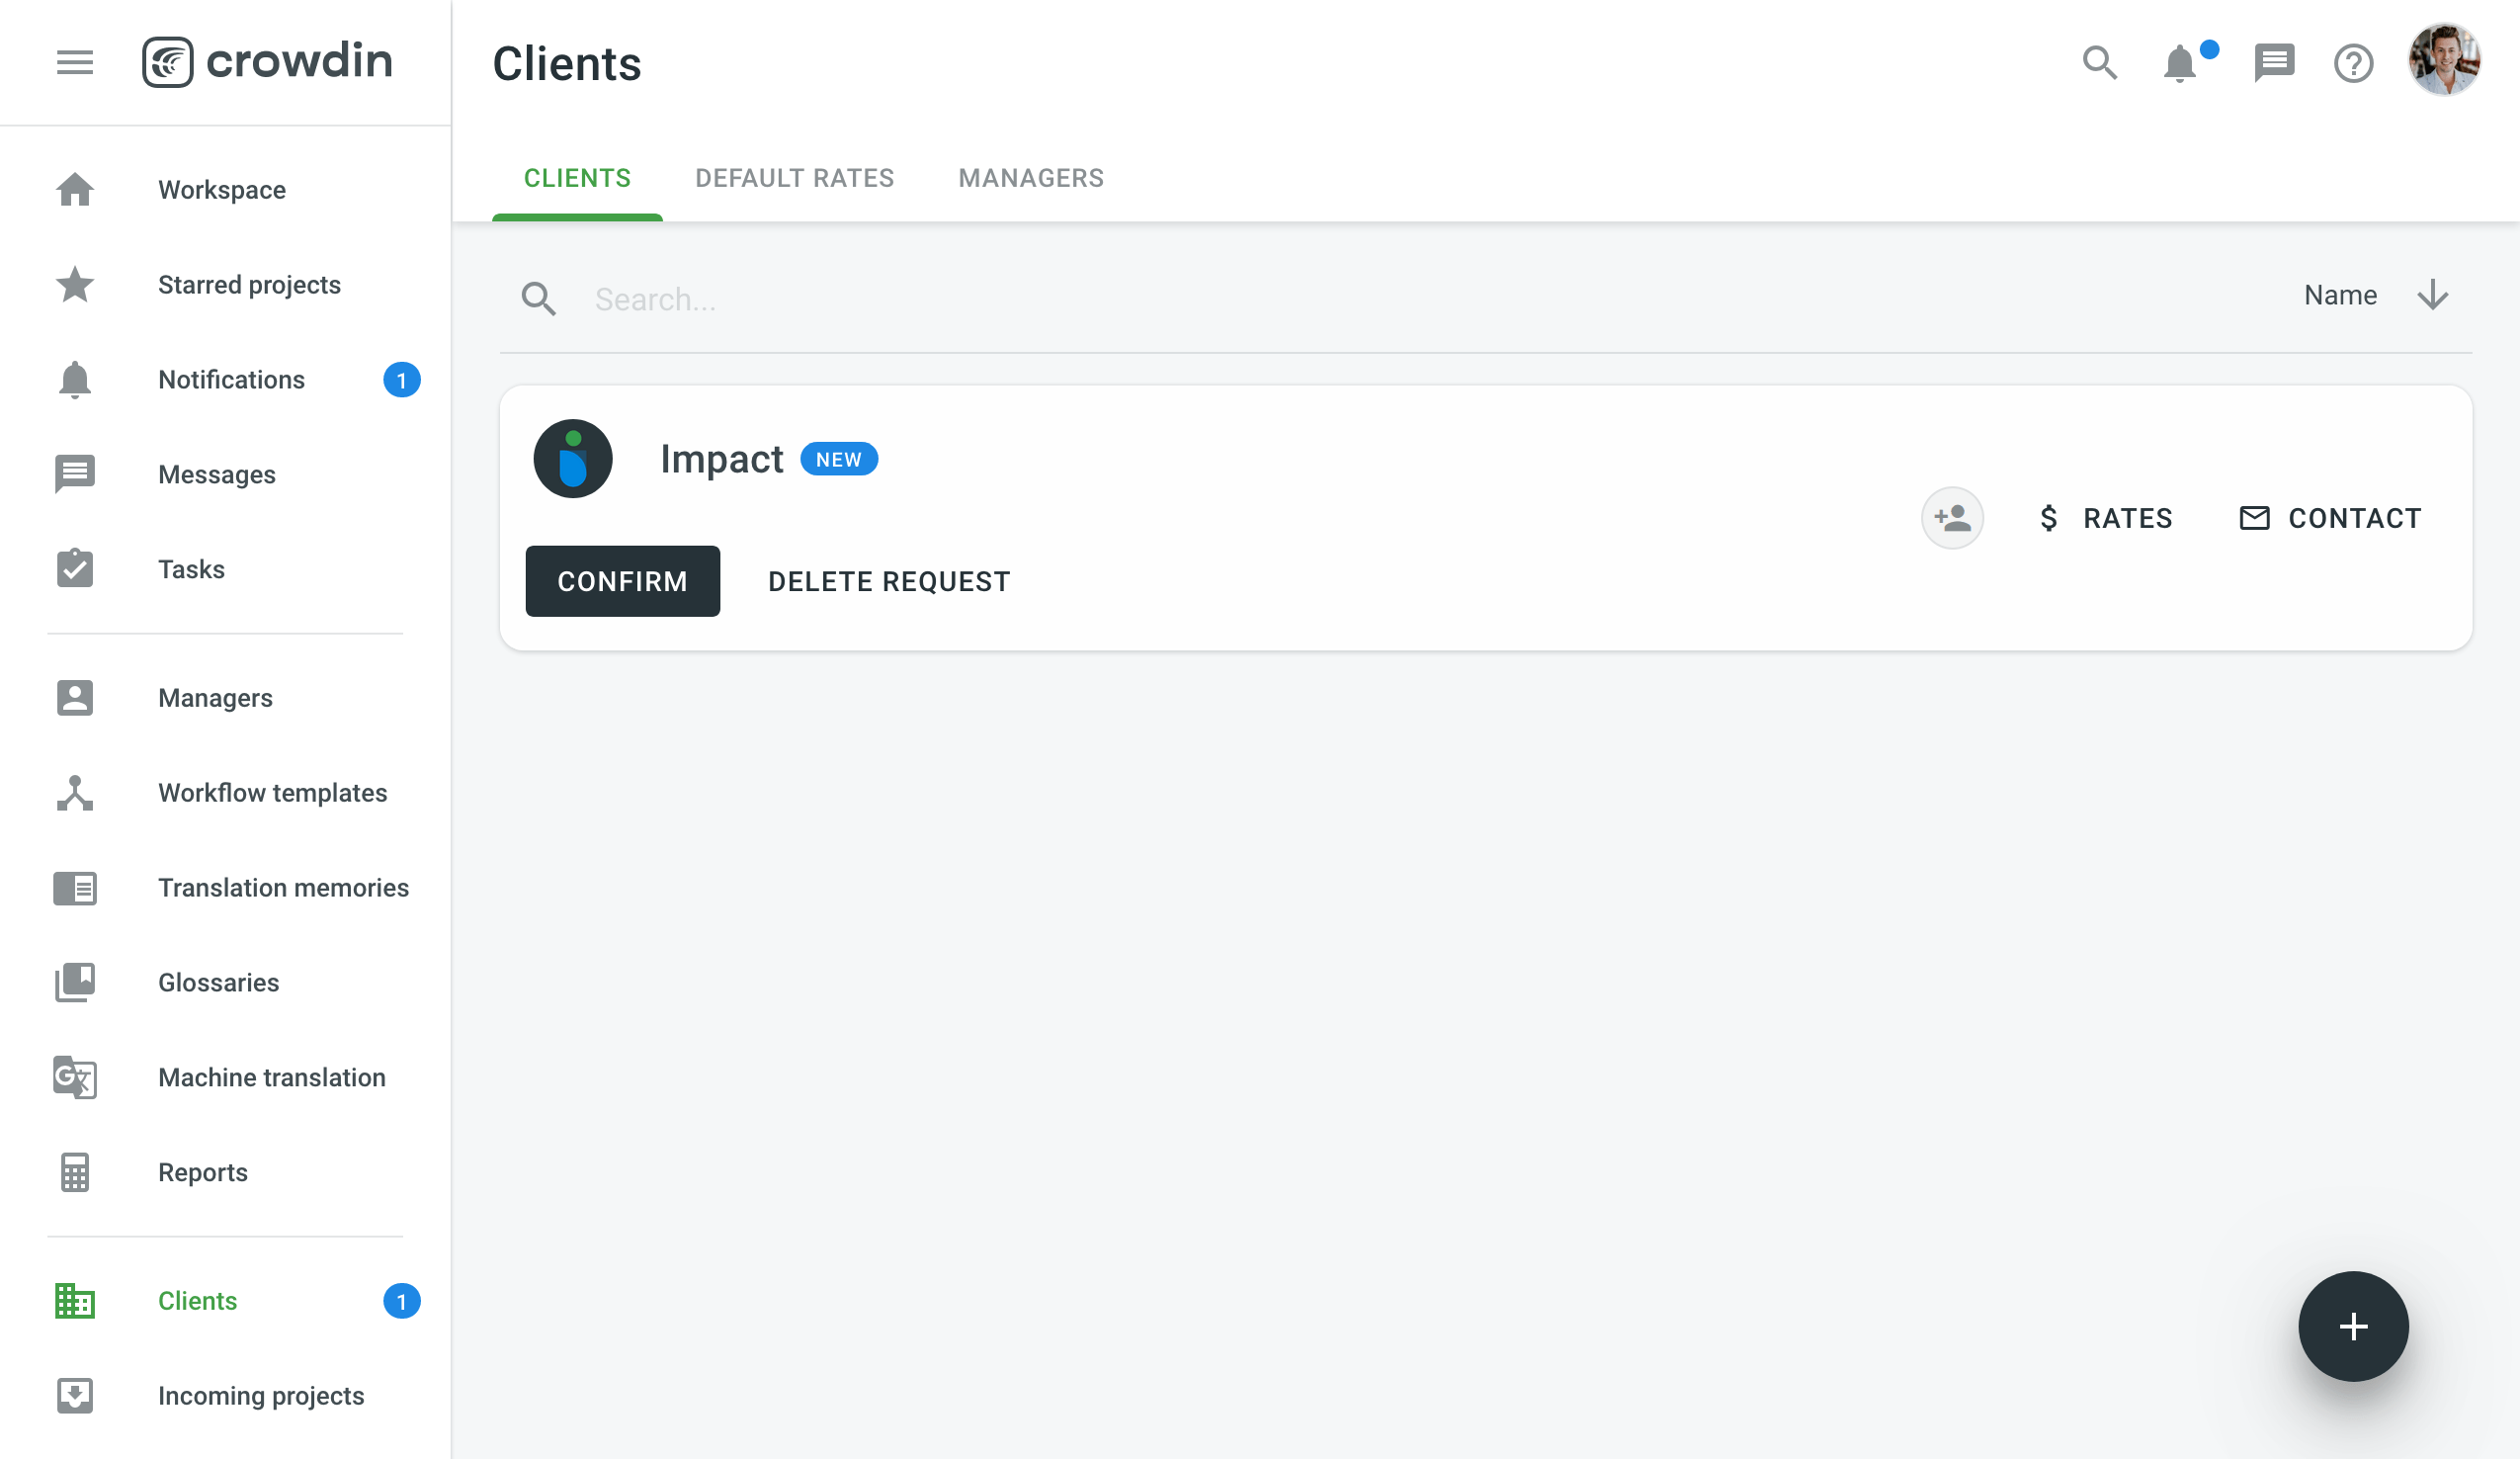 crowdin
Workspace
Starred projects
Notifications
1
Messages
Tasks
Managers
Workflow templates
Translation memories
Glossaries
Machine translation
Reports
Clients
1
Incoming projects
Clients
CLIENTS
DEFAULT RATES
MANAGERS
Search...
Name
Impact
NEW
CONFIRM
DELETE REQUEST
$ RATES
CONTACT